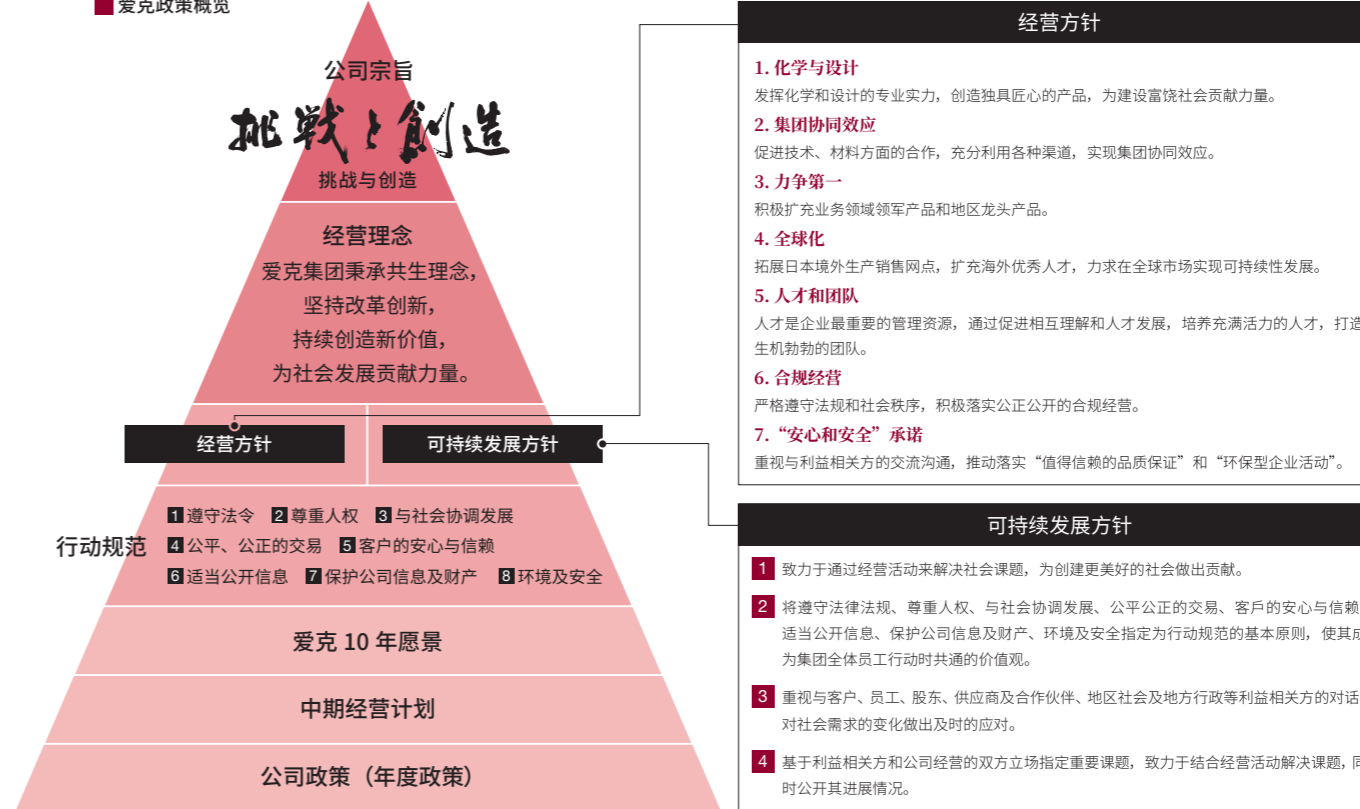 爱克政策概览
公司宗旨
挑戦と創造
挑战与创造
经营理念
爱克集团秉承共生理念，
坚持改革创新，
持续创造新价值，
为社会发展贡献力量。
经营方针
可持续发展方针
行动规范
1 遵守法令 2 尊重人权 3 与社会协调发展
4 公平、公正的交易 5 客户的安心与信赖
6 适当公开信息 7 保护公司信息及财产 8 环境及安全
爱克 10 年愿景
中期经营计划
公司政策（年度政策）
经营方针
1. 化学与设计
发挥化学和设计的专业实力，创造独具匠心的产品，为建设富饶社会贡献力量。
2. 集团协同效应
促进技术、材料方面的合作，充分利用各种渠道，实现集团协同效应。
3. 力争第一
积极扩充业务领域领军产品和地区龙头产品。
4. 全球化
拓展日本境外生产销售网点，扩充海外优秀人才，力求在全球市场实现可持续性发展。
5. 人才和团队
人才是企业最重要的管理资源，通过促进相互理解和人才发展，培养充满活力的人才，打造
生机勃勃的团队。
6. 合规经营
严格遵守法规和社会秩序，积极落实公正公开的合规经营。
7. “安心和安全”承诺
重视与利益相关方的交流沟通，推动落实“值得信赖的品质保证”和“环保型企业活动”。
可持续发展方针
1 致力于通过经营活动来解决社会课题，为创建更美好的社会做出贡献。
2 将遵守法律法规、尊重人权、与社会协调发展、公平公正的交易、客戶的安心与信赖
适当公开信息、保护公司信息及财产、环境及安全指定为行动规范的基本原则，使其成
为集团全体员工行动时共通的价值观。
3 重视与客户、员工、股东、供应商及合作伙伴、地区社会及地方行政等利益相关方的对话
对社会需求的变化做出及时的应对。
4 基于利益相关方和公司经营的双方立场指定重要课题，致力于结合经营活动解决课题，同
时公开其进展情况。